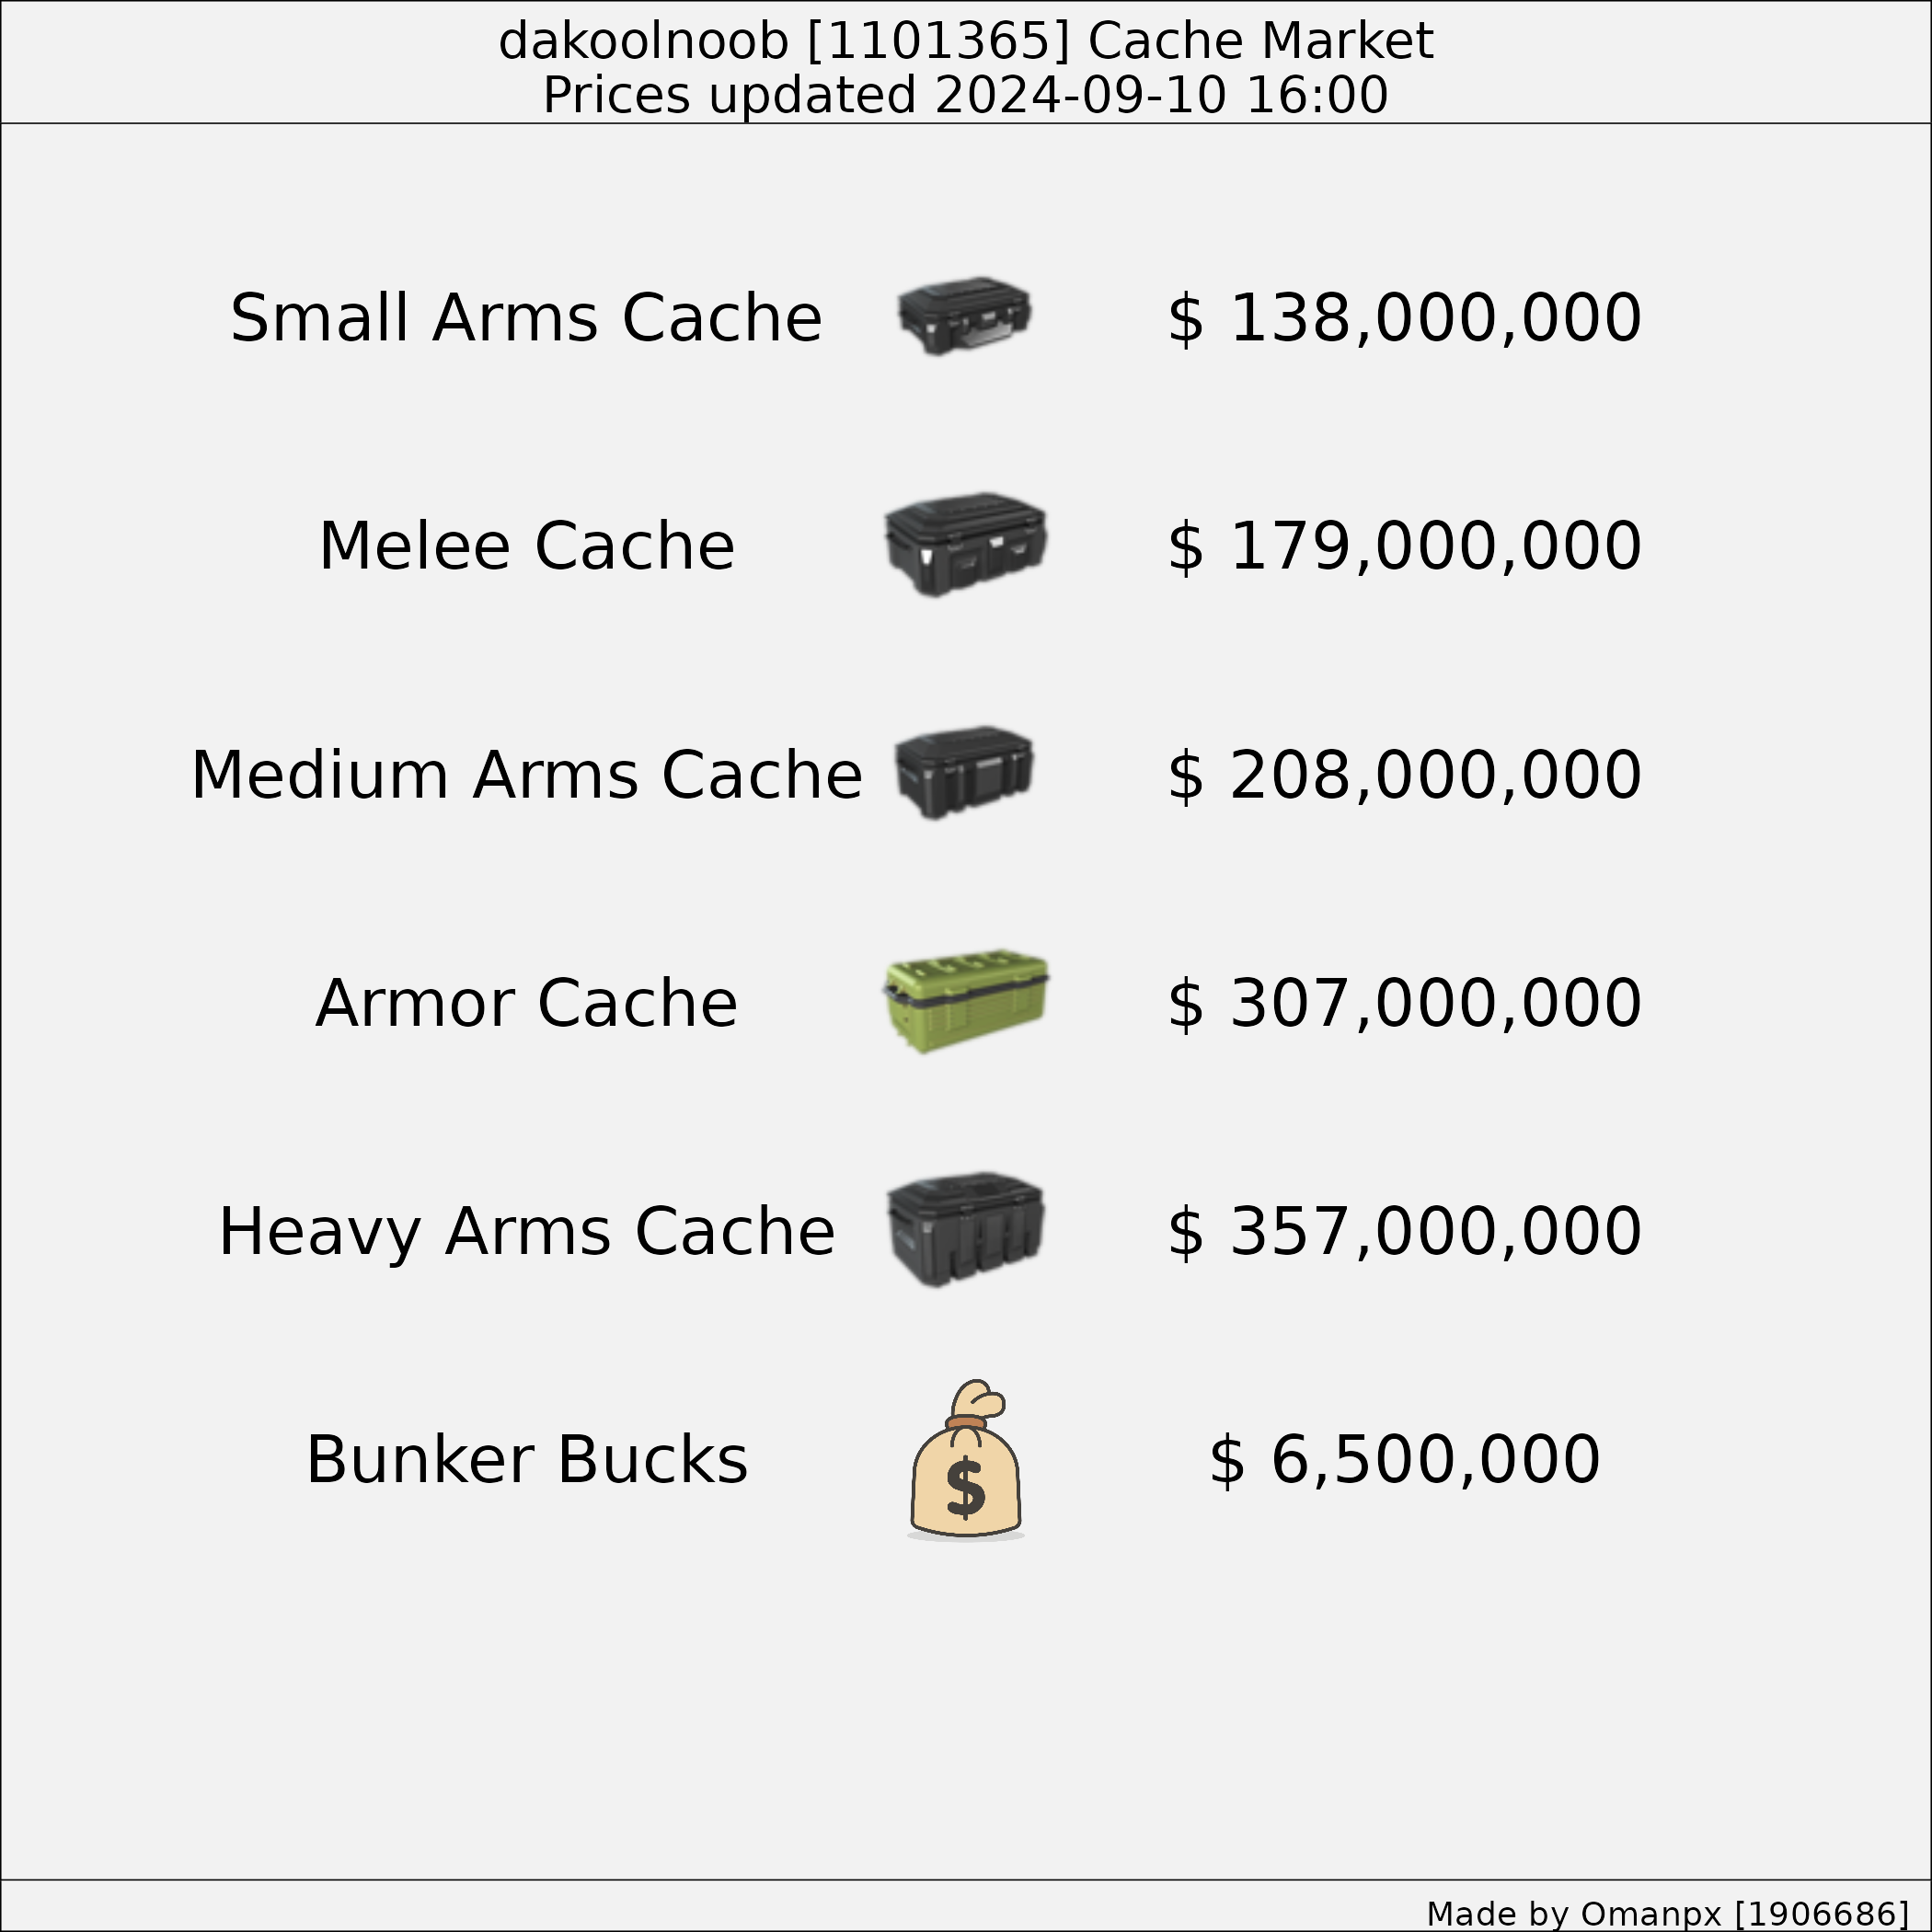 dakoolnoob [1101365] Cache Market
Prices updated 2024-09-10 16:00
Small Arms Cache $ 138,000,000
Melee Cache $ 179,000,000
Medium Arms Cache $ 208,000,000
Armor Cache $ 307,000,000
Heavy Arms Cache $ 357,000,000
Bunker Bucks $ $ 6,500,000
Made by Omanpx [1906686]